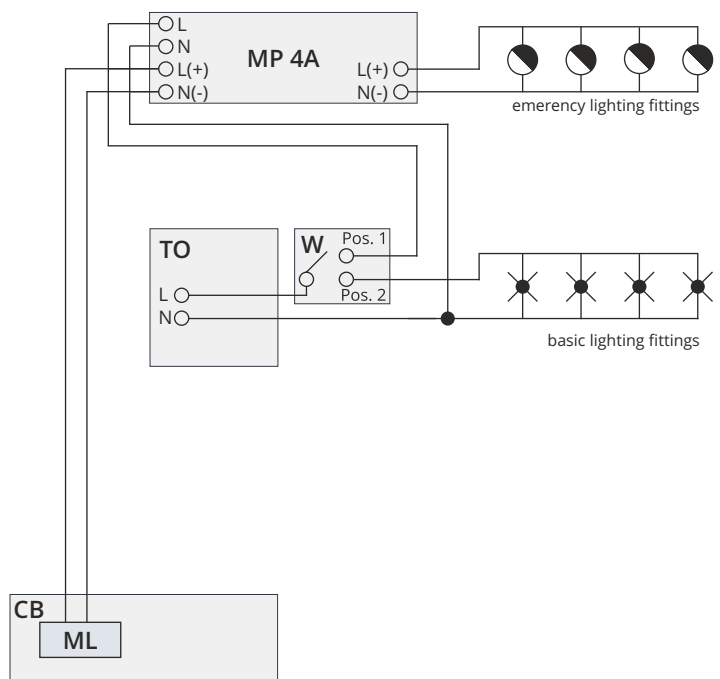 L
N
MP 4A
L(+)
L(+)
N(-)
N(-)
emerency lighting fittings
TO
W
Pos. 1
L
Pos. 2
N
basic lighting fittings
CB
ML